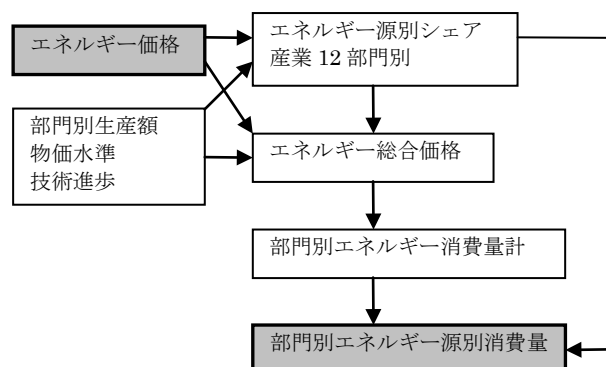 エネルギー価格
エネルギー源別シェア
産業 12 部門別
部門別生産額
物価水準
技術進歩
エネルギー総合価格
部門別エネルギー消費量計
部門別エネルギー源別消費量